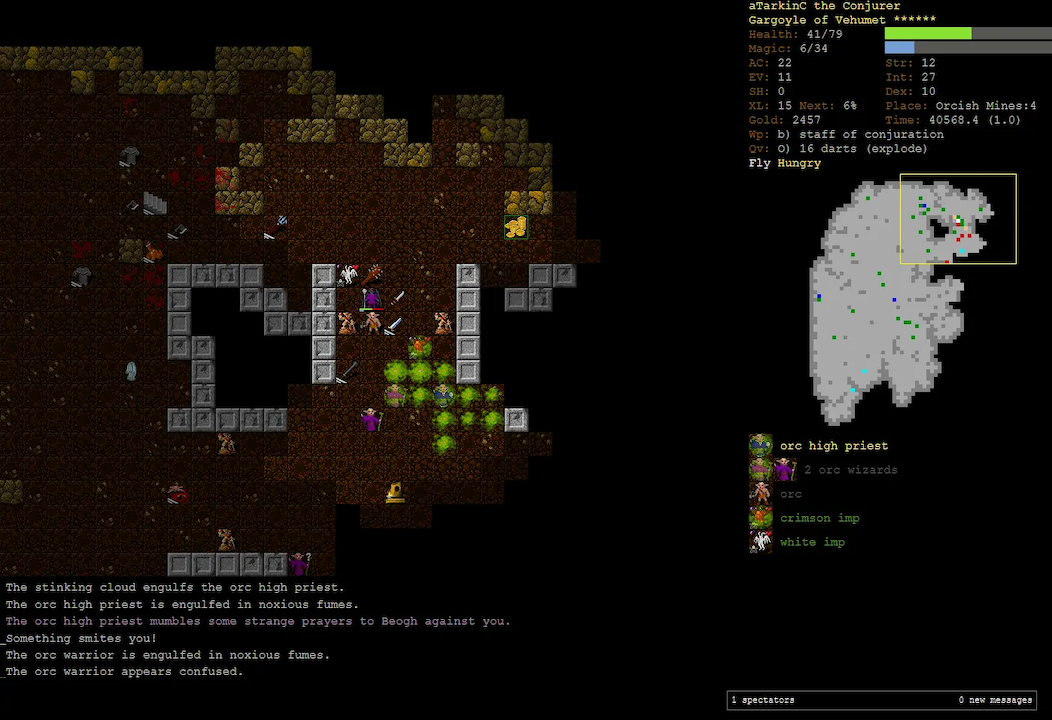 aTarkinC the Conjurer
Gargoyle of Vehumet ******
Health: 41/79
Magic: 6/34
AC: 22 Str: 12
EV: 11 Int: 27
SH: 0 Dex: 10
XL: 15 Next: 6% Place: Orcish Mines:4
Gold: 2457 Time: 40568.4 (1.0)
Wp: b) staff of conjuration
Qv: O) 16 darts (explode)
Fly Hungry
orc high priest
2 orc wizards
orc
crimson imp
white imp
?
The stinking cloud engulfs the orc high priest.
The orc high priest is engulfed in noxious fumes.
The orc high priest mumbles some strange prayers to Beogh against you.
_Something smites you!
The orc warrior is engulfed in noxious fumes.
_The orc warrior appears confused.
1 spectators 0 new messages